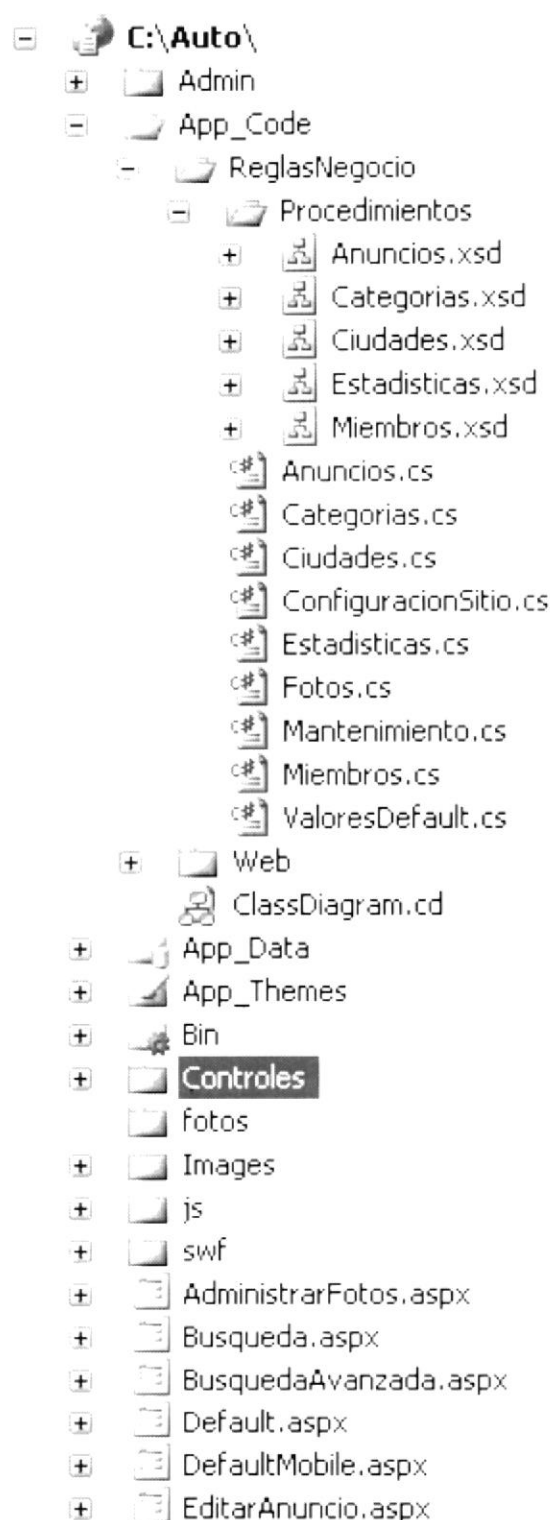 C:\Auto\
Admin
App_Code
ReglasNegocio
Procedimientos
Anuncios.xsd
Categorias.xsd
Ciudades.xsd
Estadisticas.xsd
Miembros.xsd
Anuncios.cs
Categorias.cs
Ciudades.cs
ConfiguracionSitio.cs
Estadisticas.cs
Fotos.cs
Mantenimiento.cs
Miembros.cs
ValoresDefault.cs
Web
ClassDiagram.cd
App_Data
App_Themes
Bin
Controles
fotos
Images
js
swf
AdministrarFotos.aspx
Busqueda.aspx
BusquedaAvanzada.aspx
Default.aspx
DefaultMobile.aspx
EditarAnuncio.aspx